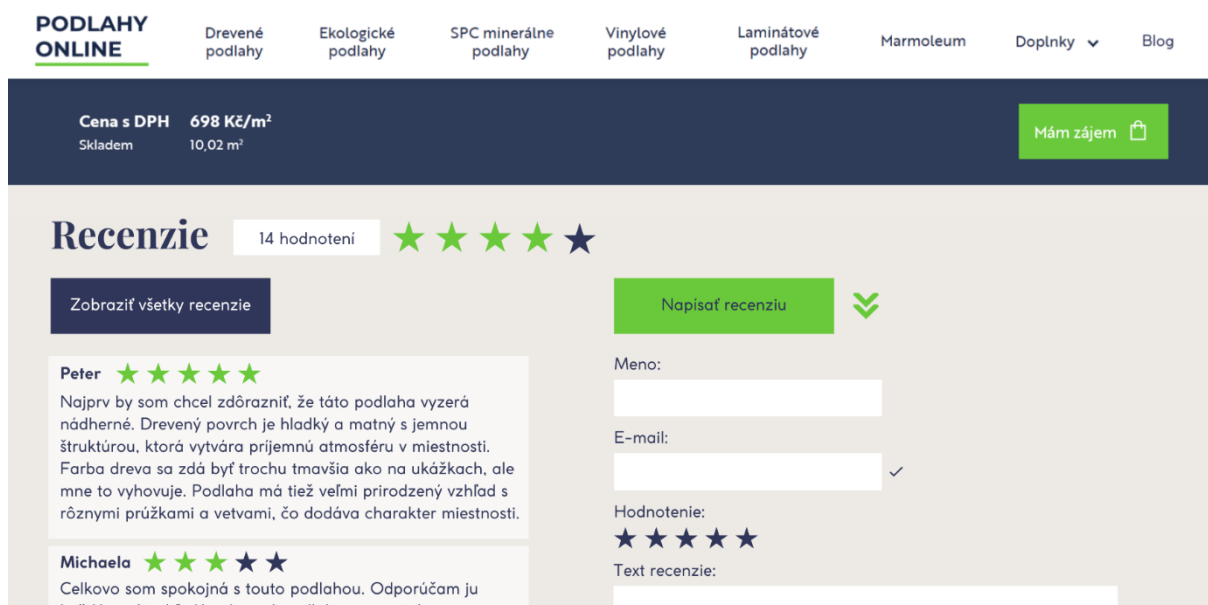 PODLAHY
ONLINE
Drevené
podlahy
Ekologické
podlahy
SPC minerálne
podlahy
Vinylové
podlahy
Laminátové
podlahy
Marmoleum
Doplnky
Blog
Cena s DPH 698 Kč/m²
Skladem 10,02 m²
Mám zájem
Recenzie
14 hodnotení
Zobraziť všetky recenzie
Peter
Najprv by som chcel zdôrazniť, že táto podlaha vyzerá
nádherné. Drevený povrch je hladký a matný s jemnou
štruktúrou, ktorá vytvára príjemnú atmosféru v miestnosti.
Farba dreva sa zdá byť trochu tmavšia ako na ukážkach, ale
mne to vyhovuje. Podlaha má tiež veľmi prirodzený vzhľad s
rôznymi prúžkami a vetvami, čo dodáva charakter miestnosti.
Michaela
Celkovo som spokojná s touto podlahou. Odporúčam ju
Napísať recenziu
Meno:
E-mail:
Hodnotenie:
Text recenzie: